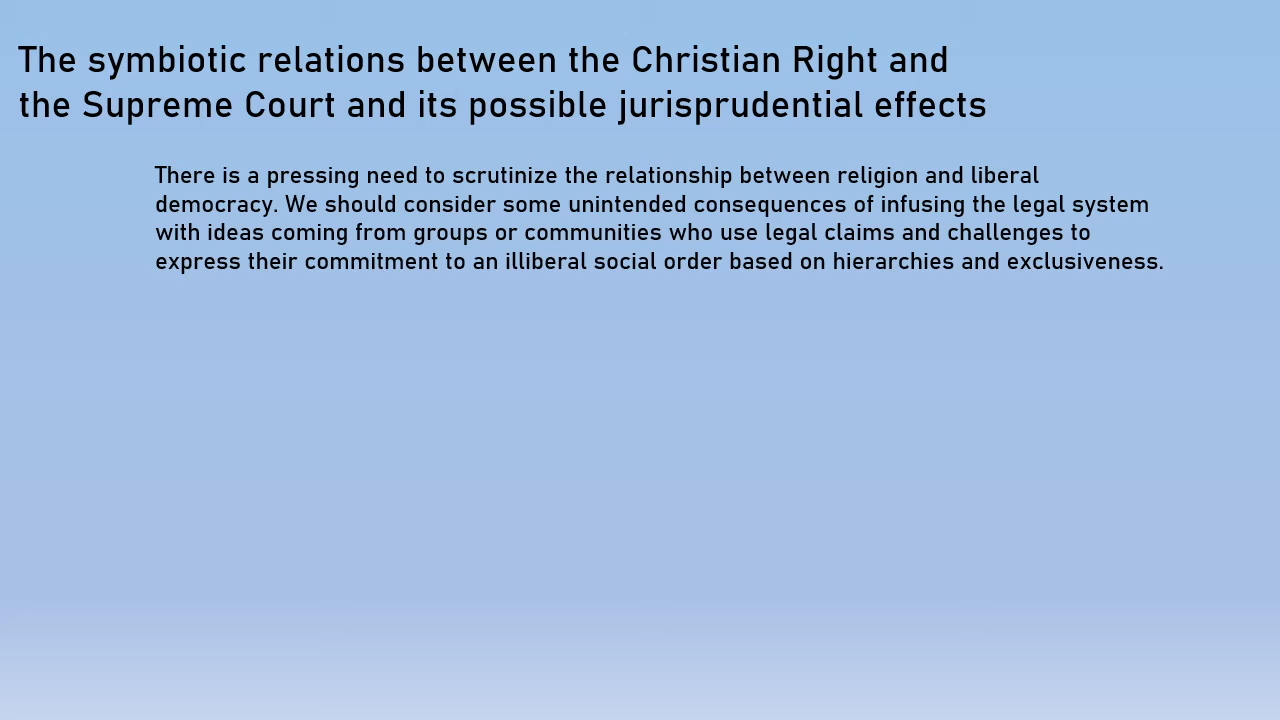 The symbiotic relations between the Christian Right and
the Supreme Court and its possible jurisprudential effects
There is a pressing need to scrutinize the relationship between religion and liberal
democracy. We should consider some unintended consequences of infusing the legal system
with ideas coming from groups or communities who use legal claims and challenges to
express their commitment to an illiberal social order based on hierarchies and exclusiveness.